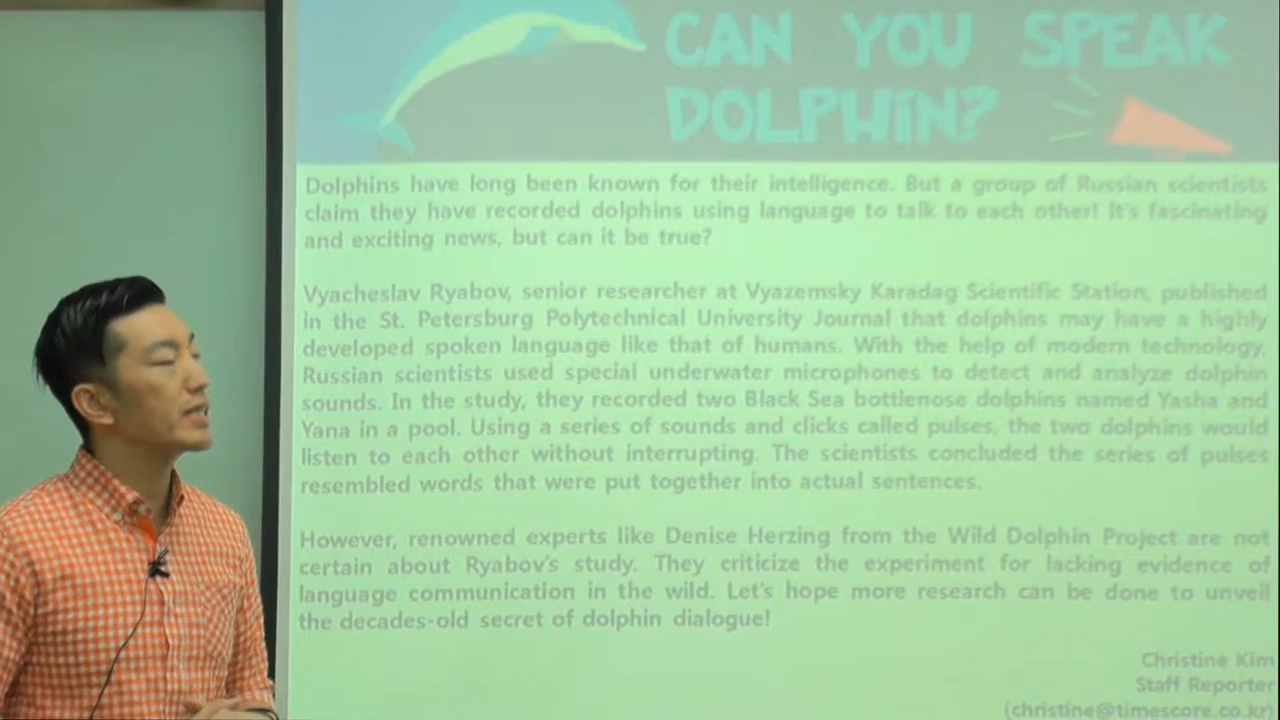 CAN YOU SPEAK
DOLPHIN?
Dolphins have long been known for their intelligence. But a group of Russian scientists
claim they have recorded dolphins using language to talk to each other! It's fascinating
and exciting news, but can it be true?
Vyacheslav Ryabov, senior researcher at Vyazemsky Karadag Scientific Station, published
in the St. Petersburg Polytechnical University Journal that dolphins may have a highly
developed spoken language like that of humans. With the help of modern technology,
Russian scientists used special underwater microphones to detect and analyze dolphin
sounds. In the study, they recorded two Black Sea bottlenose dolphins named Yasha and
Yana in a pool. Using a series of sounds and clicks called pulses, the two dolphins would
listen to each other without interrupting. The scientists concluded the series of pulses
resembled words that were put together into actual sentences.
However, renowned experts like Denise Herzing from the Wild Dolphin Project are not
certain about Ryabov's study. They criticize the experiment for lacking evidence of
language communication in the wild. Let's hope more research can be done to unveil
the decades-old secret of dolphin dialogue!
Christine Kim
Staff Reporter
(christine@timescore.co.kr)